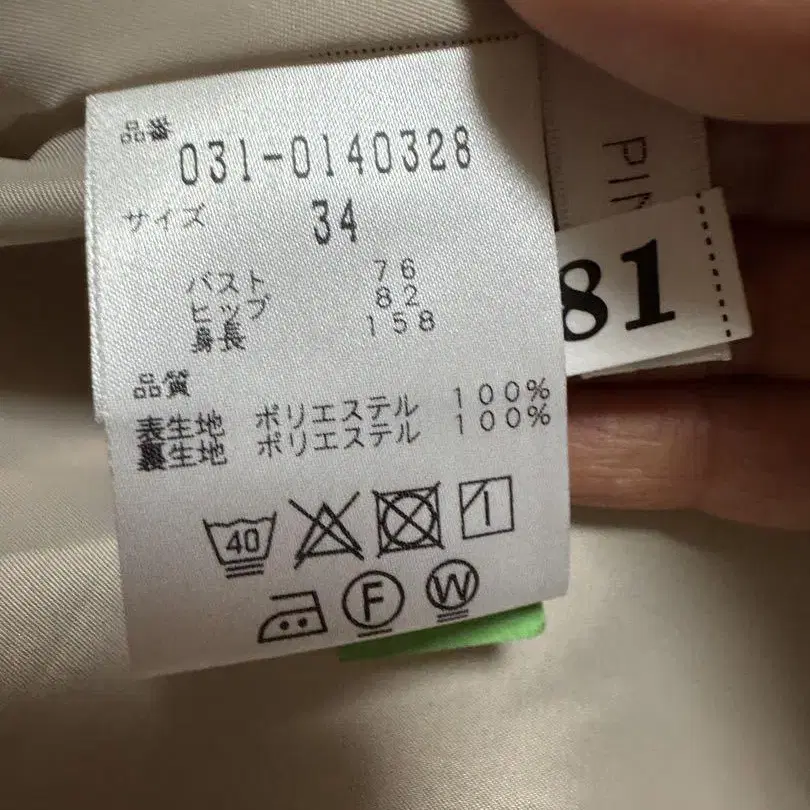 品番
031-0140328
サイズ 34
バスト 76
ヒップ 82
身長 158
品質
表生地 ポリエステル 100%
裏生地 ポリエステル 100%
40
F
W
81